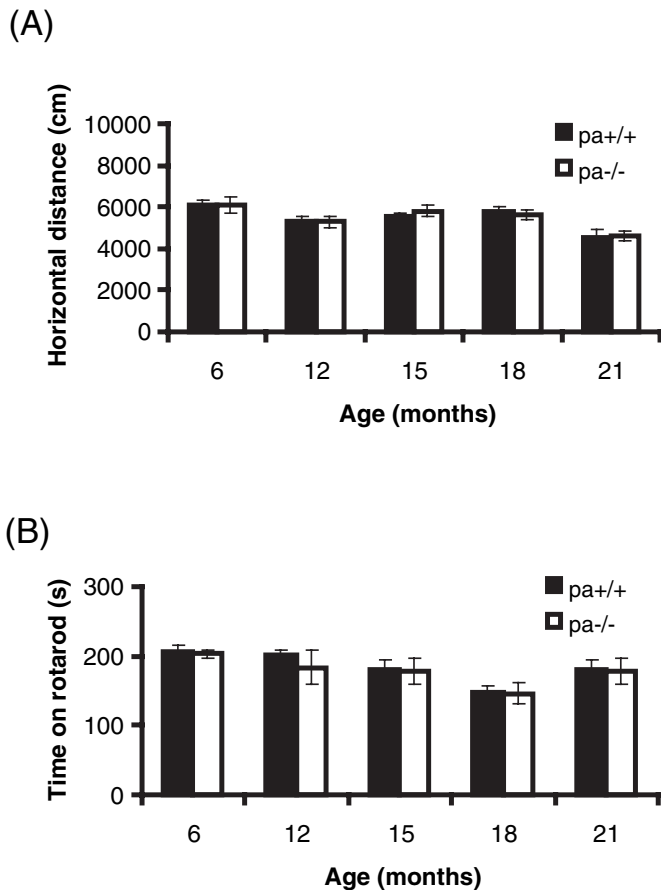 (A)
Horizontal distance (cm)
10000
8000
6000
4000
2000
0
pa+/+
pa-/-
6 12 15 18 21
Age (months)
(B)
Time on rotarod (s)
300
200
100
0
pa+/+
pa-/-
6 12 15 18 21
Age (months)